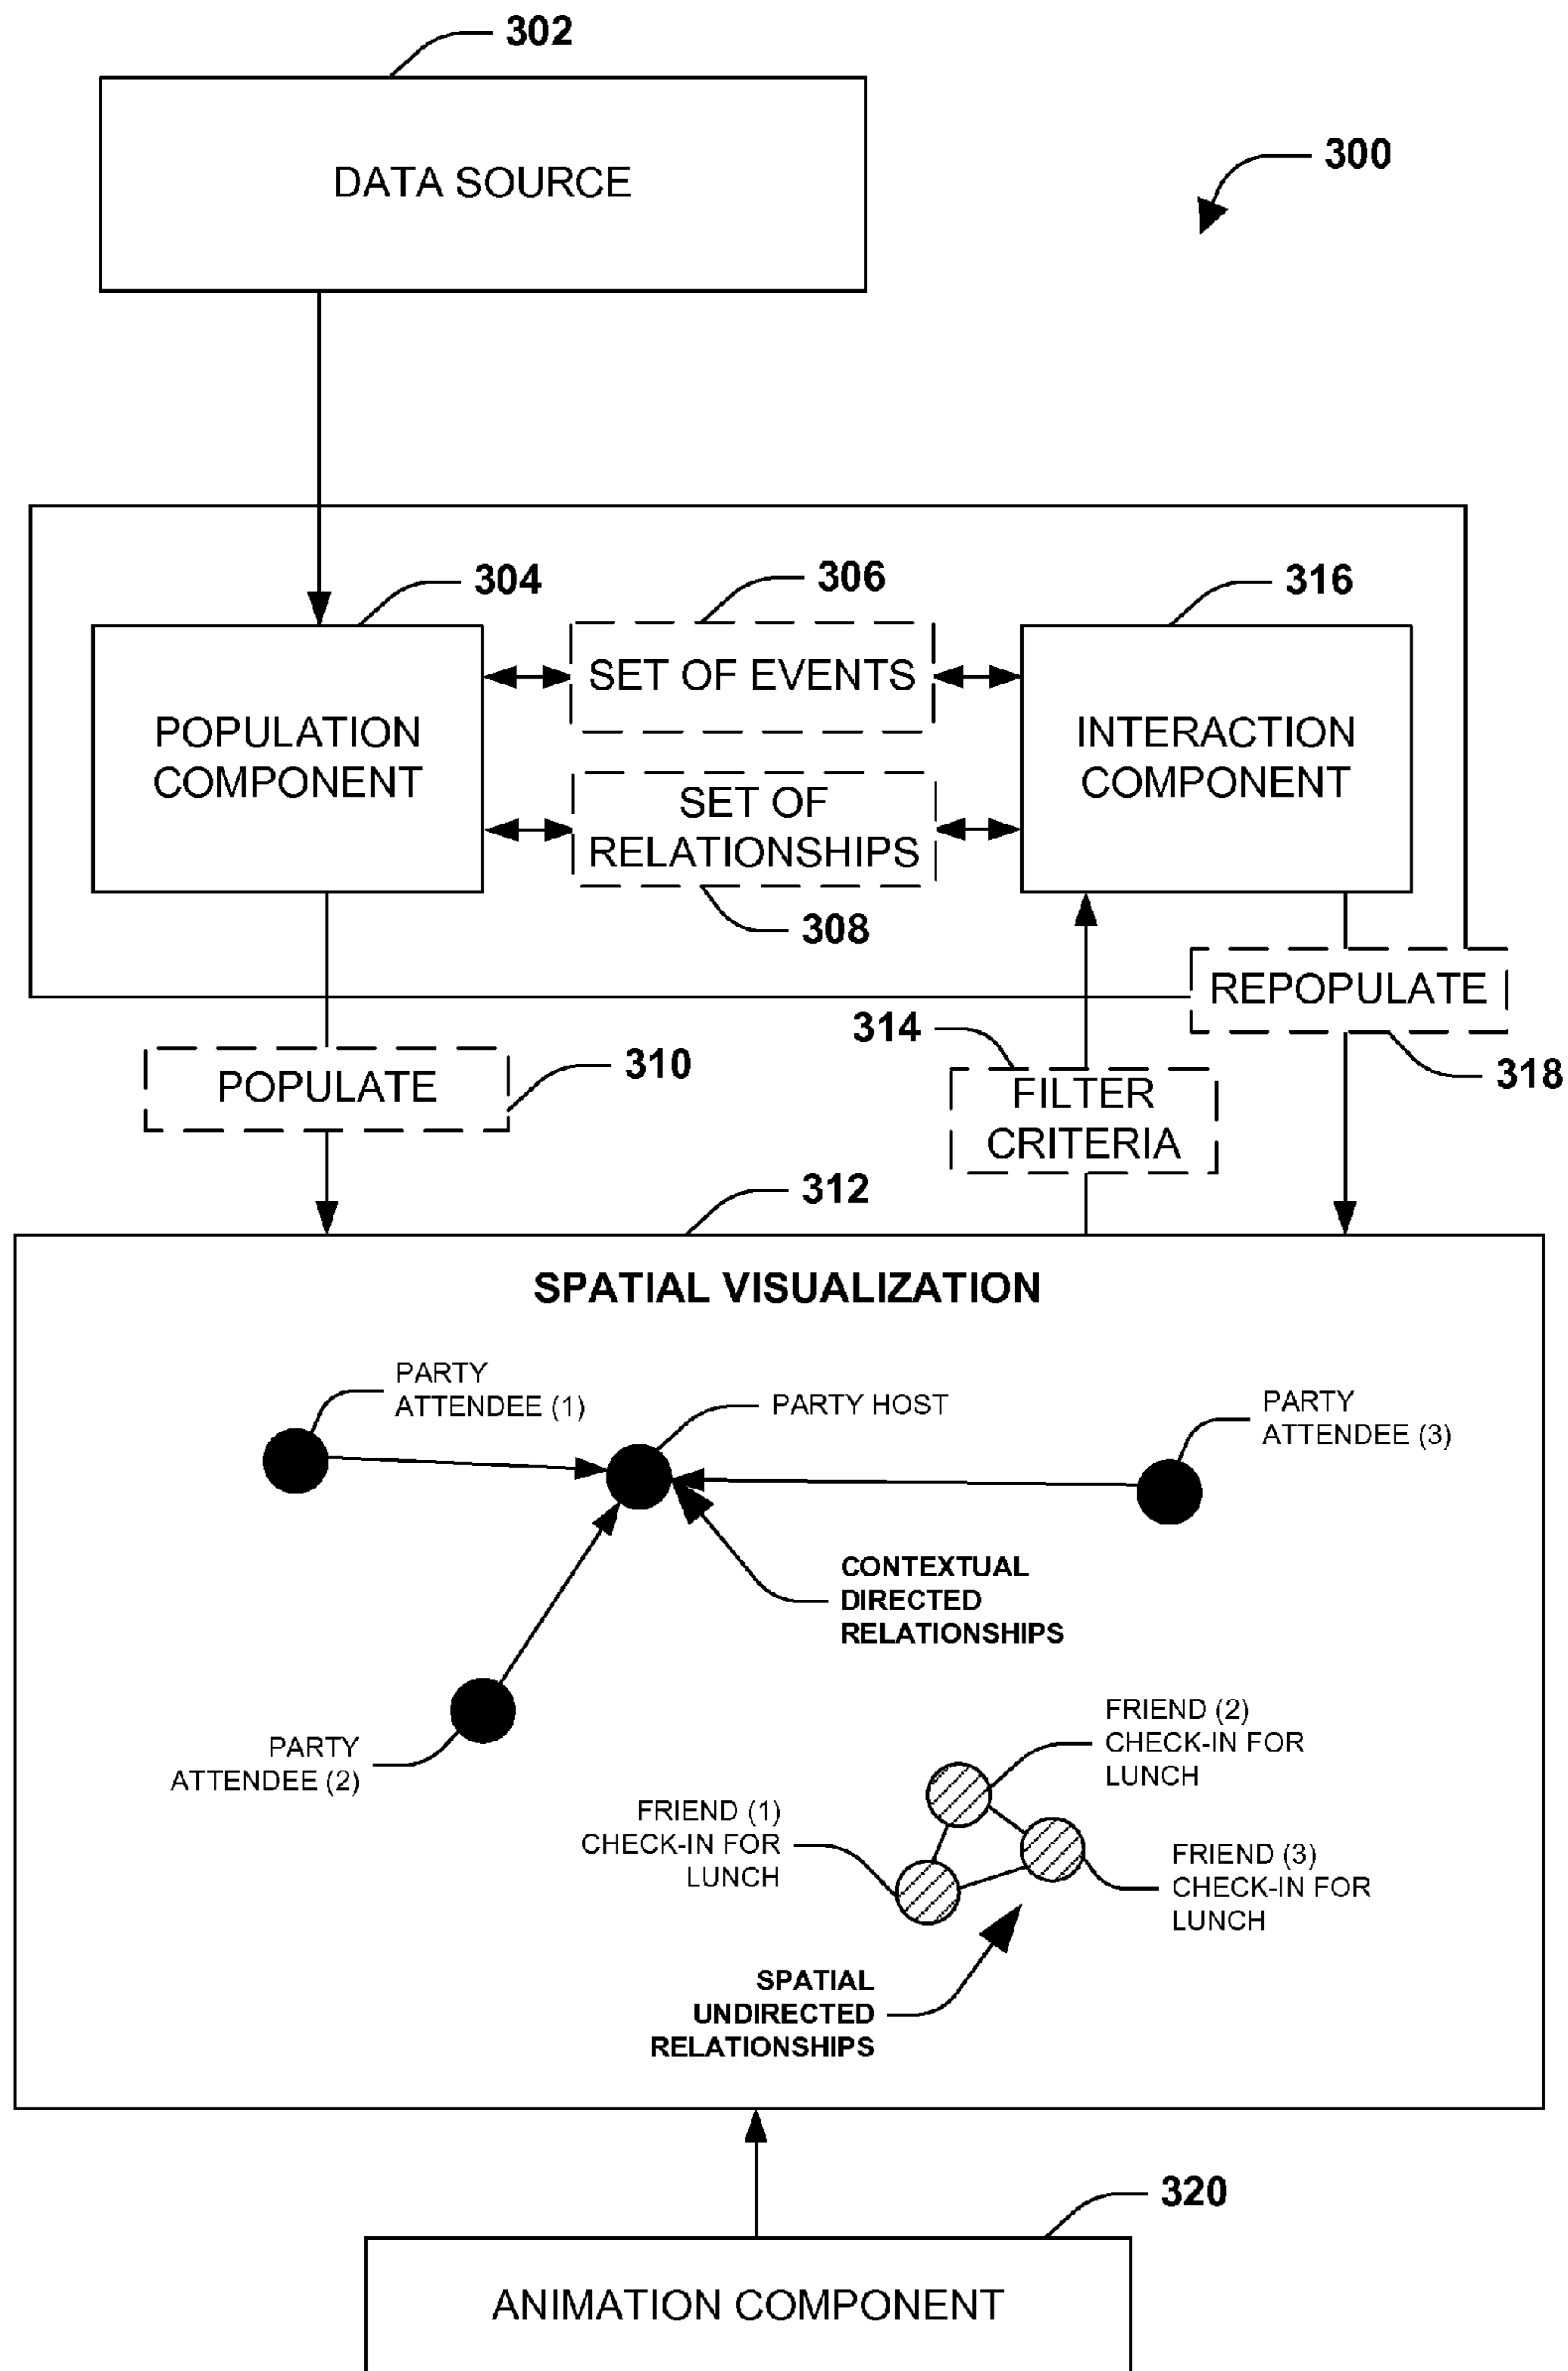 302
DATA SOURCE
300
304
306
316
SET OF EVENTS
POPULATION
COMPONENT
INTERACTION
COMPONENT
SET OF
RELATIONSHIPS
308
REPOPULATE
314
310
318
POPULATE
FILTER
CRITERIA
312
SPATIAL VISUALIZATION
PARTY
ATTENDEE (1)
PARTY HOST
PARTY
ATTENDEE (3)
CONTEXTUAL
DIRECTED
RELATIONSHIPS
PARTY
ATTENDEE (2)
FRIEND (2)
CHECK-IN FOR
LUNCH
FRIEND (1)
CHECK-IN FOR
LUNCH
FRIEND (3)
CHECK-IN FOR
LUNCH
SPATIAL
UNDIRECTED
RELATIONSHIPS
320
ANIMATION COMPONENT